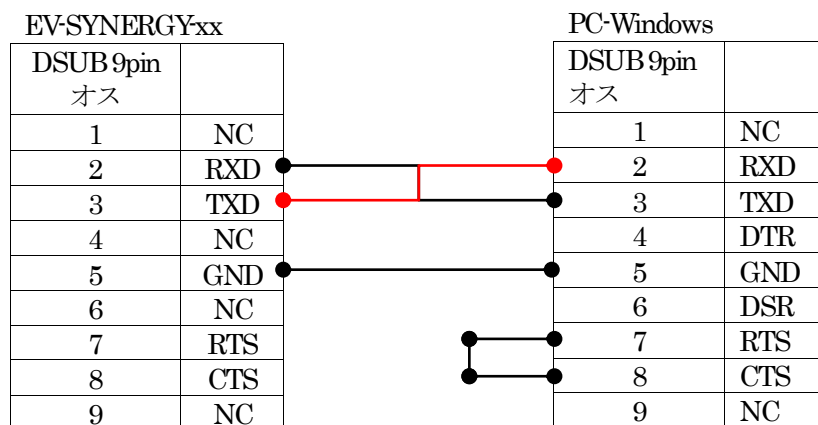 EV-SYNERGY-xx
DSUB 9pin
オス
1 NC
2 RXD
3 TXD
4 NC
5 GND
6 NC
7 RTS
8 CTS
9 NC
PC-Windows
DSUB 9pin
オス
1 NC
2 RXD
3 TXD
4 DTR
5 GND
6 DSR
7 RTS
8 CTS
9 NC